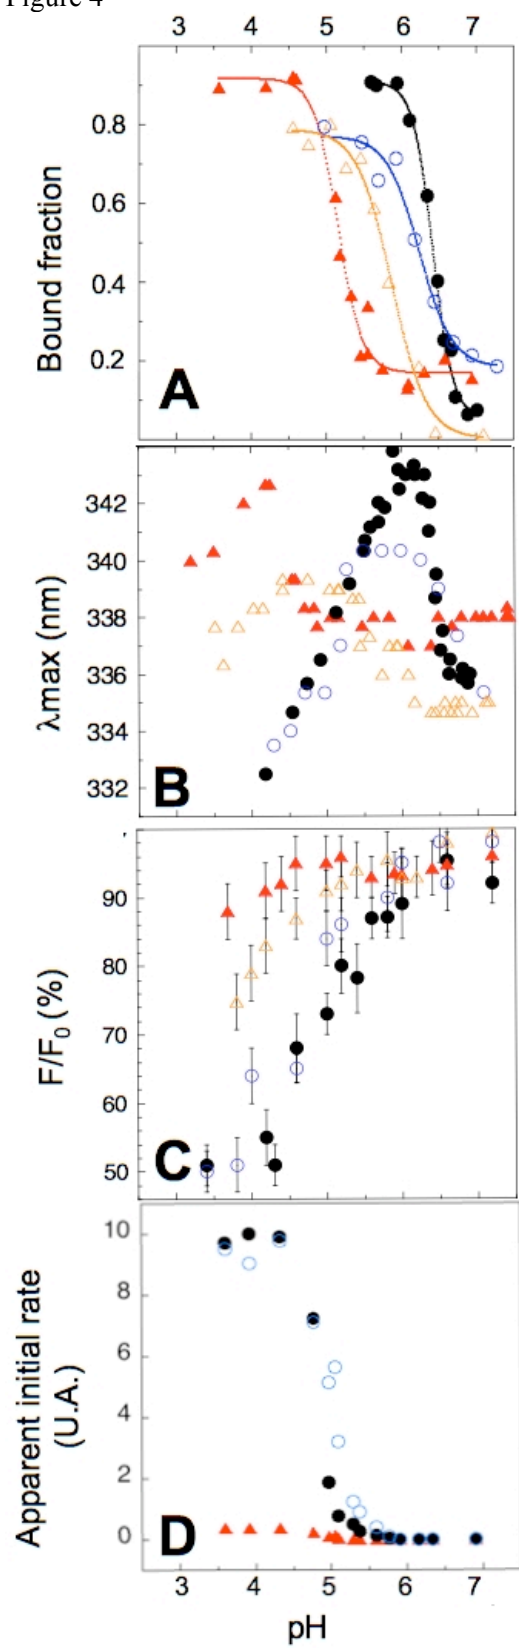 Figure 4
3 4 5 6 7
0.8
0.6
0.4
0.2
Bound fraction
A
342
340
338
336
334
332
λmax (nm)
B
90
80
70
60
50
F/F0 (%)
C
10
8
6
4
2
0
Apparent initial rate
(U.A.)
D
3 4 5 6 7
pH